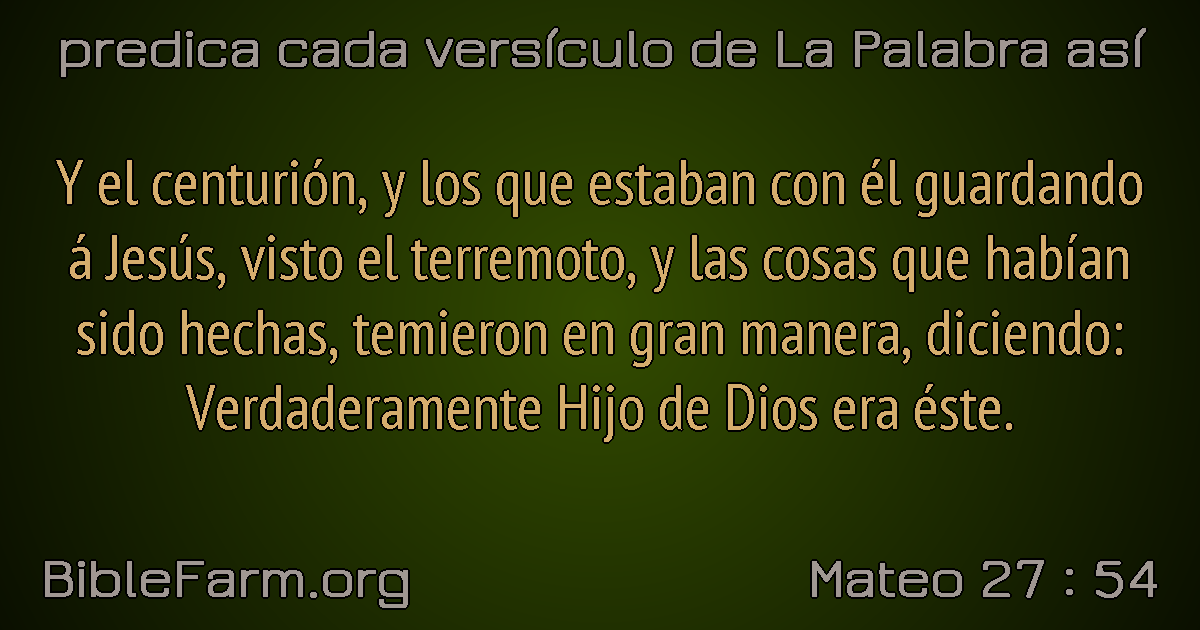 predica cada versículo de La Palabra así
Y el centurión, y los que estaban con él guardando
á Jesús, visto el terremoto, y las cosas que habían
sido hechas, temieron en gran manera, diciendo:
Verdaderamente Hijo de Dios era éste.
BibleFarm.org
Mateo 27 : 54